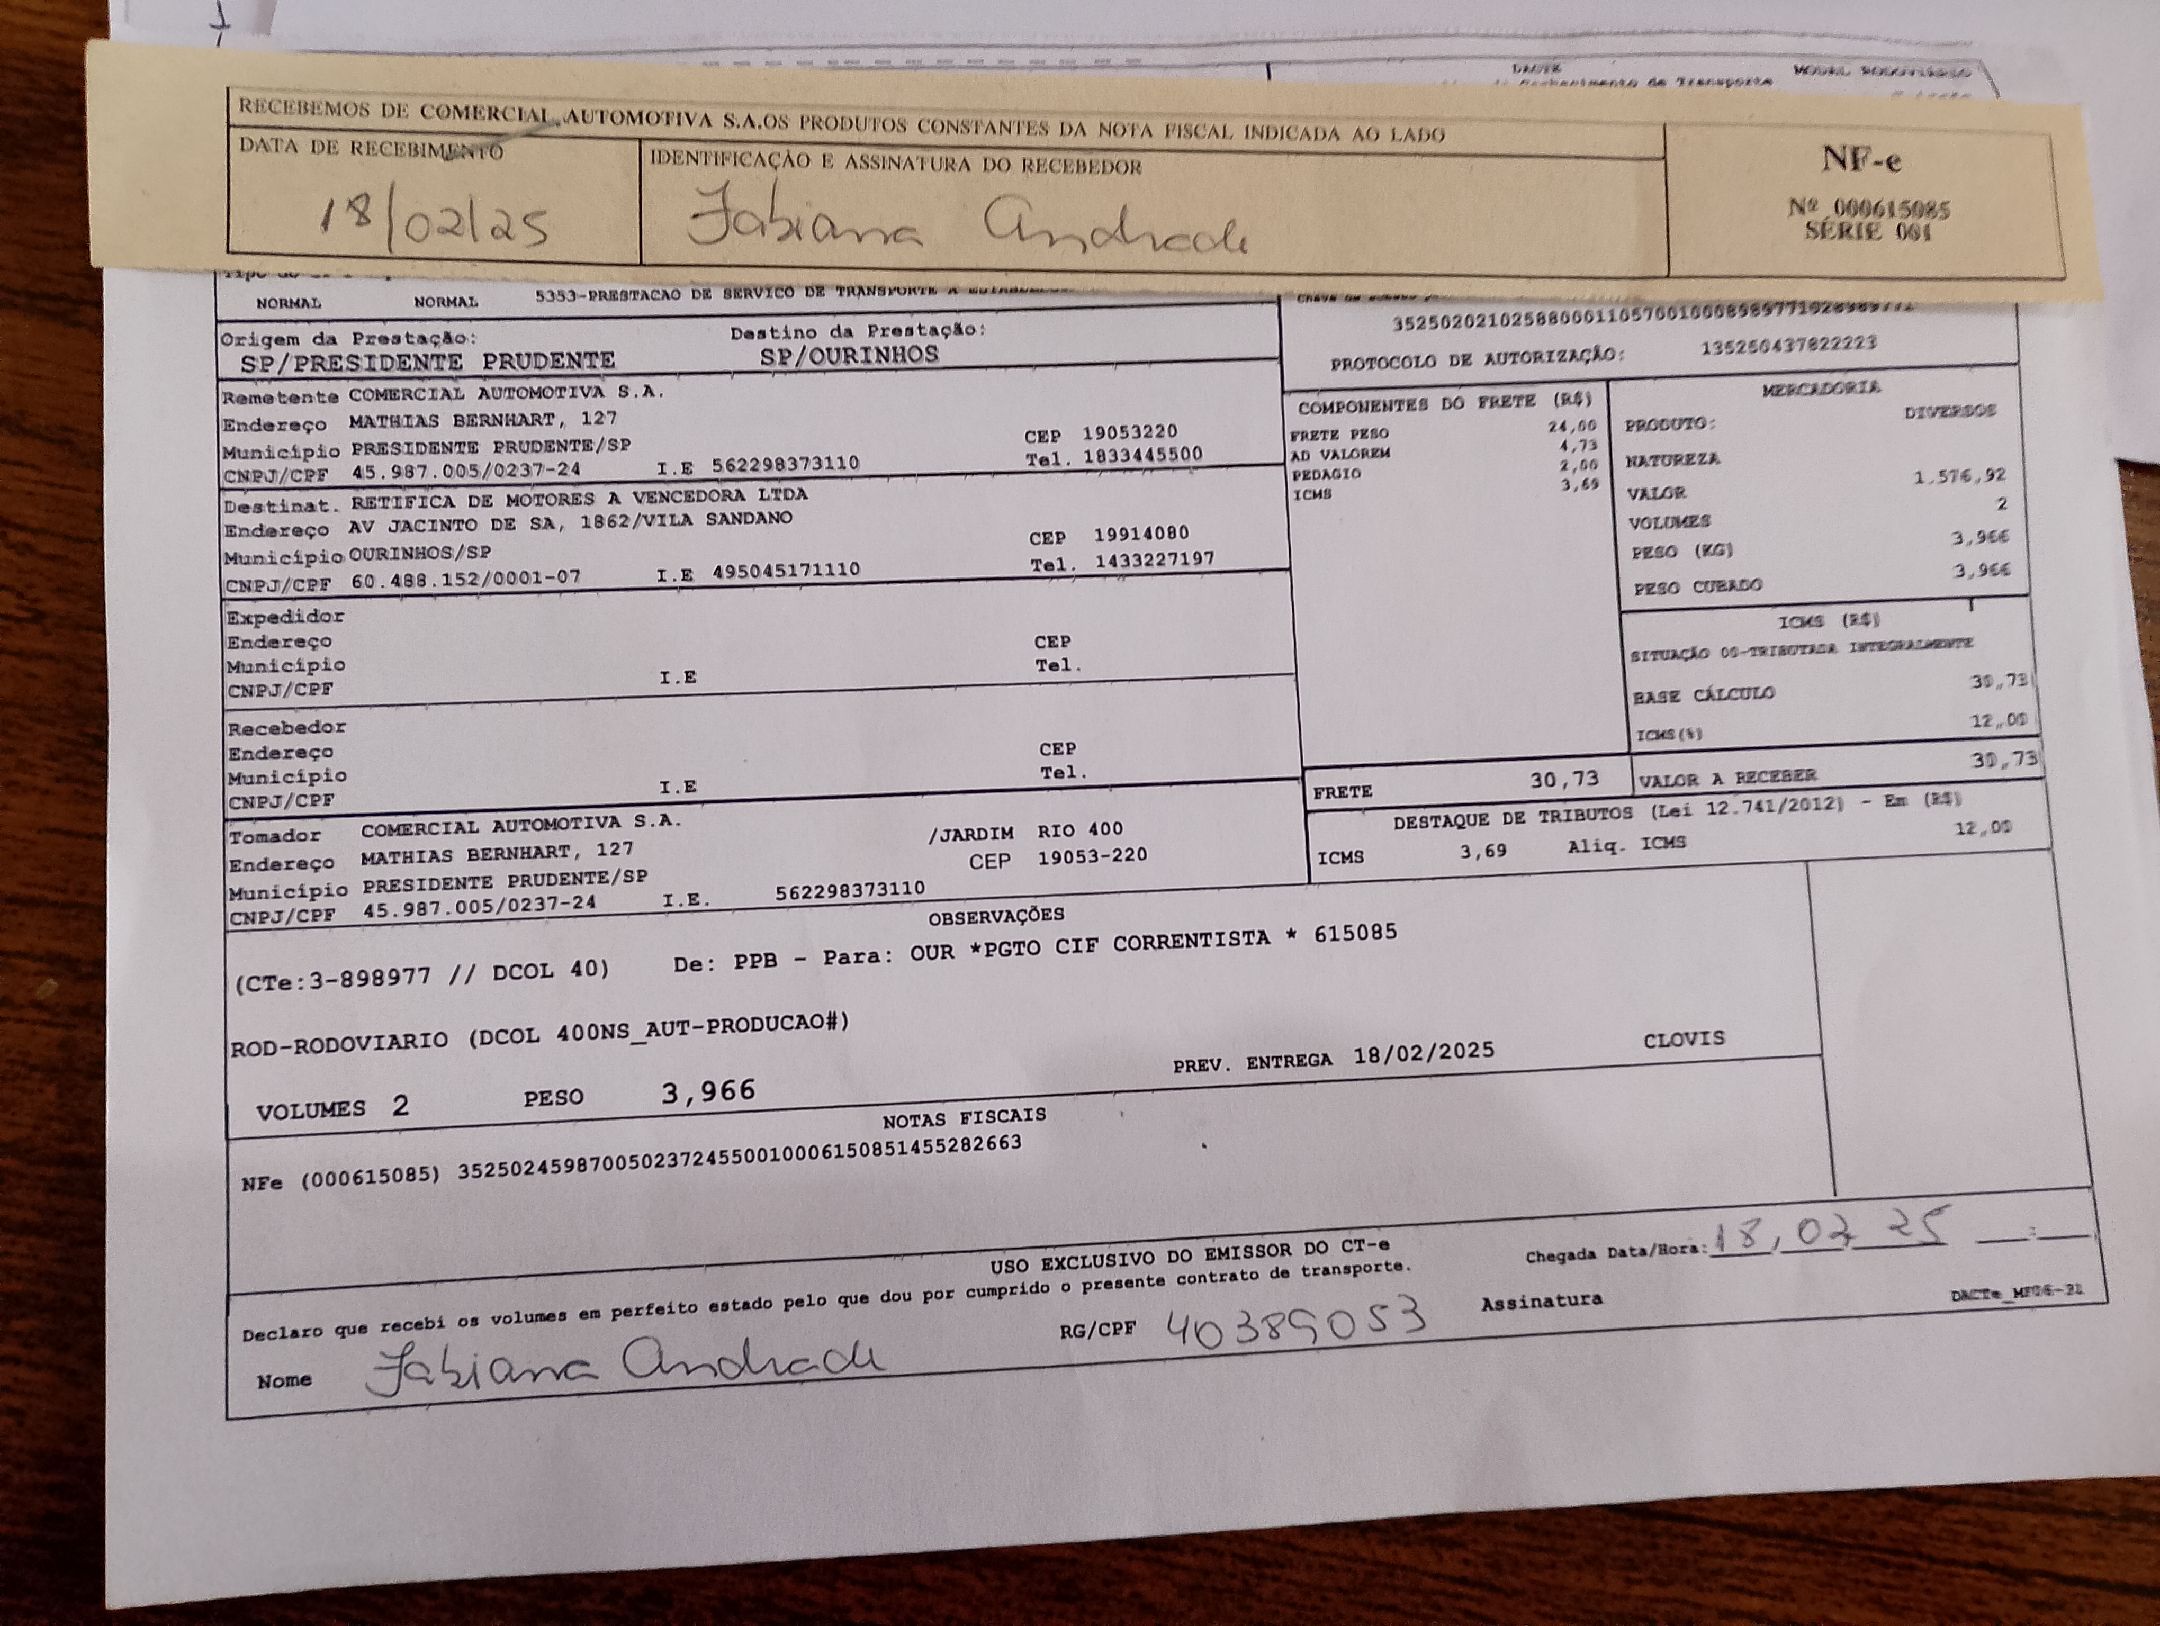 DACTE
MODAL RODOVIÁRIO
Conhecimento de Transporte
RECEBEMOS DE COMERCIAL AUTOMOTIVA S.A.OS PRODUTOS CONSTANTES DA NOTA FISCAL INDICADA AO LADO
DATA DE RECEBIMENTO
18/02/25
IDENTIFICAÇÃO E ASSINATURA DO RECEBEDOR
Fabiana Andrade
NF-e
Nº 000615085
SÉRIE 001
NORMAL NORMAL 5353-PRESTACAO DE SERVICO DE TRANSPORTE A
Origem da Prestação: Destino da Prestação:
SP/PRESIDENTE PRUDENTE SP/OURINHOS
PROTOCOLO DE AUTORIZAÇÃO: 135250437822223
Remetente COMERCIAL AUTOMOTIVA S.A.
Endereço MATHIAS BERNHART, 127
Município PRESIDENTE PRUDENTE/SP CEP 19053220
CNPJ/CPF 45.987.005/0237-24 I.E 562298373110 Tel. 1833445500
Destinat. RETIFICA DE MOTORES A VENCEDORA LTDA
Endereço AV JACINTO DE SA, 1862/VILA SANDANO
Município OURINHOS/SP CEP 19914080
CNPJ/CPF 60.488.152/0001-07 I.E 495045171110 Tel. 1433227197
Expedidor
Endereço CEP
Município Tel.
CNPJ/CPF I.E
Recebedor
Endereço CEP
Município Tel.
CNPJ/CPF I.E
Tomador COMERCIAL AUTOMOTIVA S.A.
Endereço MATHIAS BERNHART, 127 /JARDIM RIO 400
Município PRESIDENTE PRUDENTE/SP CEP 19053-220
CNPJ/CPF 45.987.005/0237-24 I.E. 562298373110
COMPONENTES DO FRETE (R$)
FRETE PESO 24,00
AD VALOREM 4,73
PEDAGIO 2,00
ICMS 3,69
MERCADORIA
PRODUTO: DIVERSOS
NATUREZA
VALOR 1.576,92
VOLUMES 2
PESO (KG) 3,966
PESO CUBADO 3,966
ICMS (R$)
SITUAÇÃO 00-TRIBUTADA INTEGRALMENTE
BASE CÁLCULO 30,73
ICMS(%) 12,00
FRETE 30,73 VALOR A RECEBER 30,73
DESTAQUE DE TRIBUTOS (Lei 12.741/2012) - Em (R$)
ICMS 3,69 Aliq. ICMS 12,00
OBSERVAÇÕES
(CTe:3-898977 // DCOL 40) De: PPB - Para: OUR *PGTO CIF CORRENTISTA * 615085
ROD-RODOVIARIO (DCOL 400NS_AUT-PRODUCAO#)
PREV. ENTREGA 18/02/2025 CLOVIS
VOLUMES 2 PESO 3,966
NOTAS FISCAIS
NFe (000615085) 35250245987005023724550010006150851455282663
USO EXCLUSIVO DO EMISSOR DO CT-e
Chegada Data/Hora: 18,02 25 :
Declaro que recebi os volumes em perfeito estado pelo que dou por cumprido o presente contrato de transporte.
Nome Fabiana Andrade RG/CPF 40389053 Assinatura